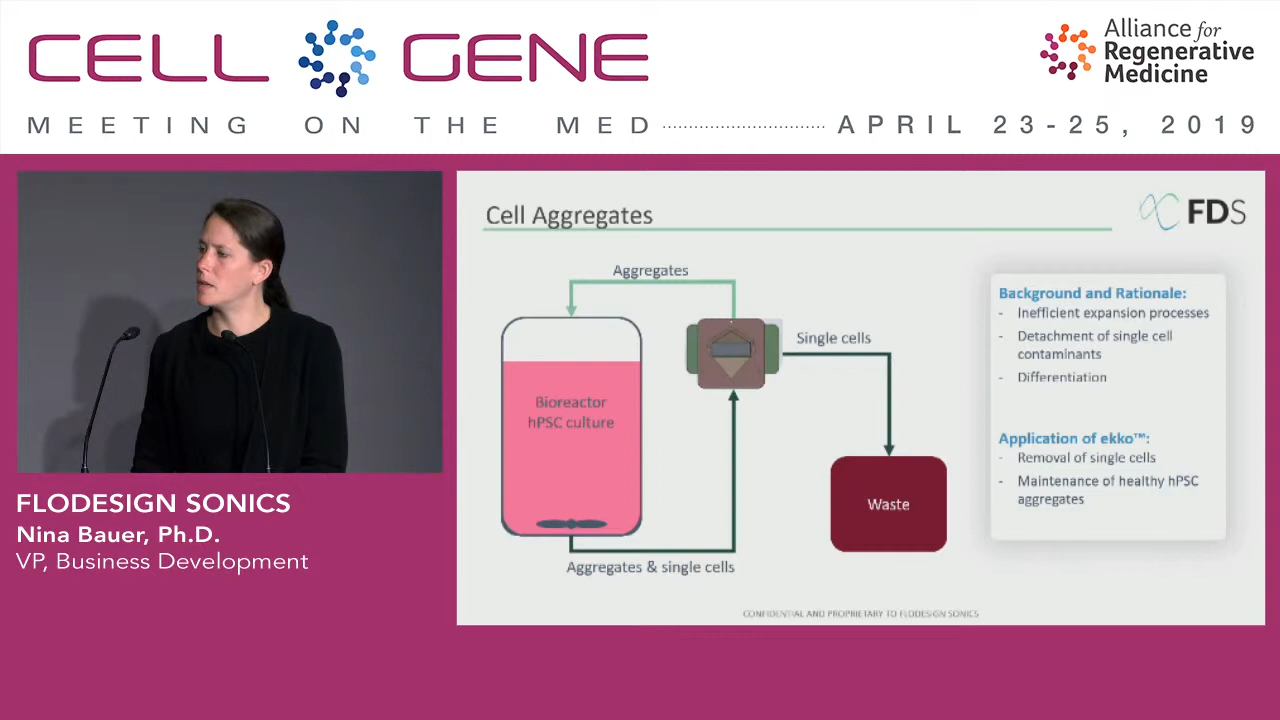 CELL GENE
Alliance for
Regenerative
Medicine
MEETING ON THE MED APRIL 23-25, 2019
Cell Aggregates
FDS
Aggregates
Single cells
Bioreactor
hPSC culture
Waste
Aggregates & single cells
Background and Rationale:
- Inefficient expansion processes
- Detachment of single cell
contaminants
- Differentiation
Application of ekko™:
- Removal of single cells
- Maintenance of healthy hPSC
aggregates
CONFIDENTIAL AND PROPRIETARY TO FLODESIGN SONICS
FLODESIGN SONICS
Nina Bauer, Ph.D.
VP, Business Development